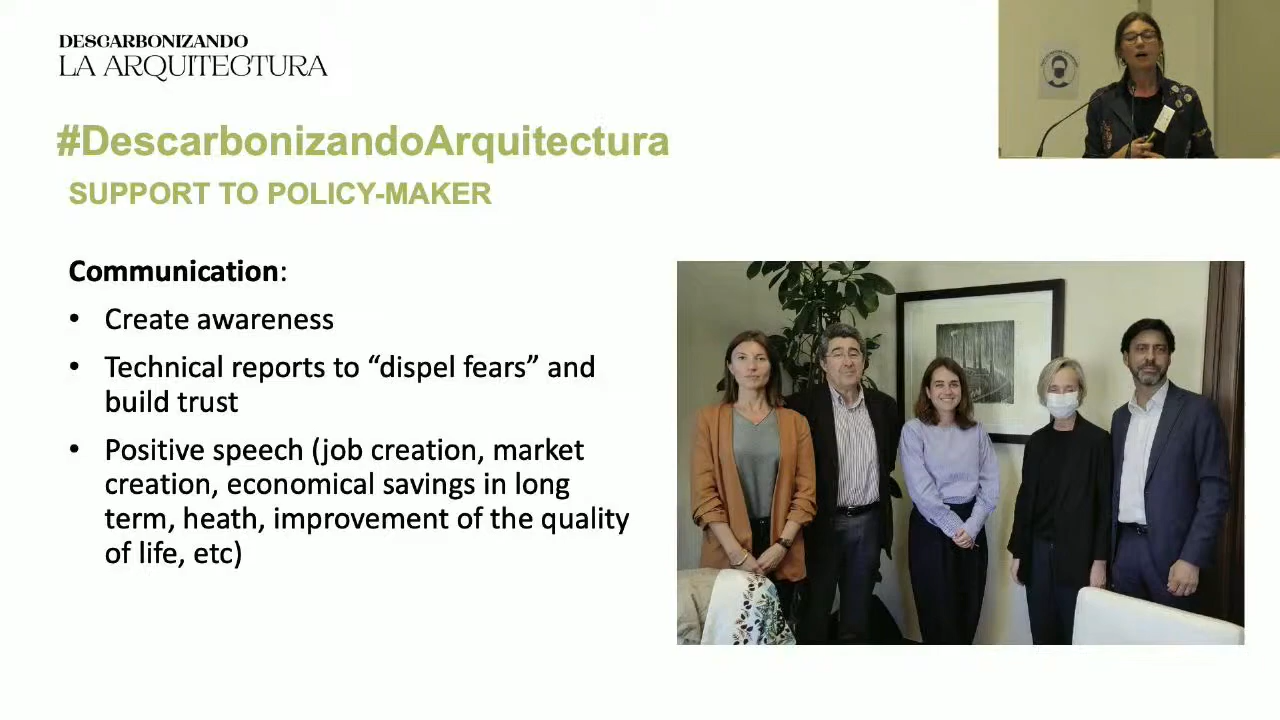 DESCARBONIZANDO
LA ARQUITECTURA
#DescarbonizandoArquitectura
SUPPORT TO POLICY-MAKER
Communication:
• Create awareness
• Technical reports to “dispel fears” and
build trust
• Positive speech (job creation, market
creation, economical savings in long
term, heath, improvement of the quality
of life, etc)